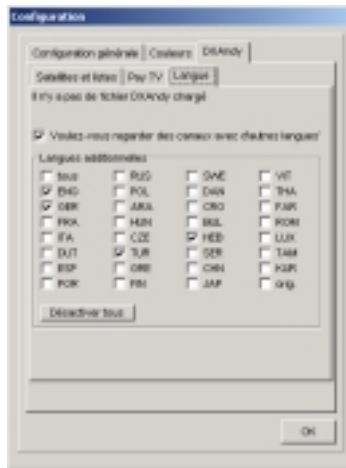 Configuration
Configuration générale Couleurs DXAndy
Satellites et listes Pay TV Langue
Il n'y a pas de fichier DXAndy chargé
Voulez-vous regarder des canaux avec d'autres langues?
Langues additionnelles
tous RUS SWE VIT
ENG POL DAN THA
GER ARA CRO FAR
FRA HUN BUL ROM
ITA CZE HEB LUX
DUT TUR SER TAM
ESP GRE CHN KUR
POR FIN JAP orig.
Désactiver tous
OK